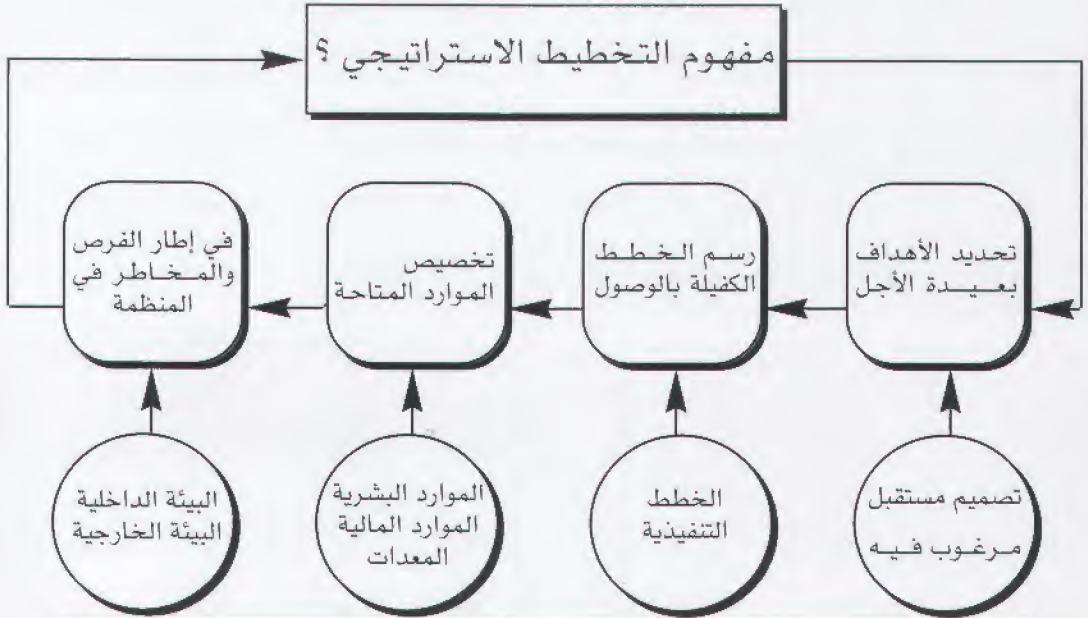 مفهوم التخطيط الاستراتيجي ؟
تحديد الأهداف
بعيدة الأجل
رسم الخطط
الكفيلة بالوصول
تخصيص
الموارد المتاحة
في إطار الفرص
والمخاطر في
المنظمة
تصميم مستقبل
مرغوب فيه
الخطط
التنفيذية
الموارد البشرية
الموارد المالية
المعدات
البيئة الداخلية
البيئة الخارجية